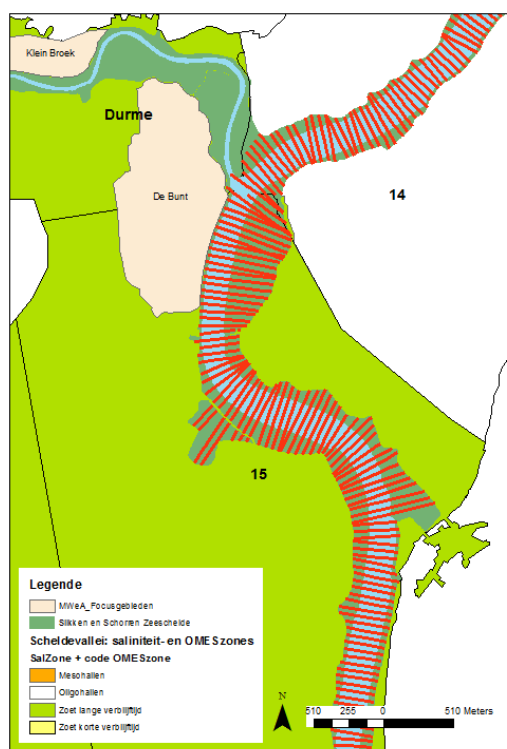 Klein Broek
Durme
14
De Bunt
15
Legende
MWeA_Focusgebieden
Slikken en Schorren Zeeschelde
Scheldevallei: saliniteit- en OMESzones
SalZone + code OMESzone
Mesohalien
Oligohalien
Zoet lange verblijftijd
Zoet korte verblijftijd
N
510 255 0 510 Meters